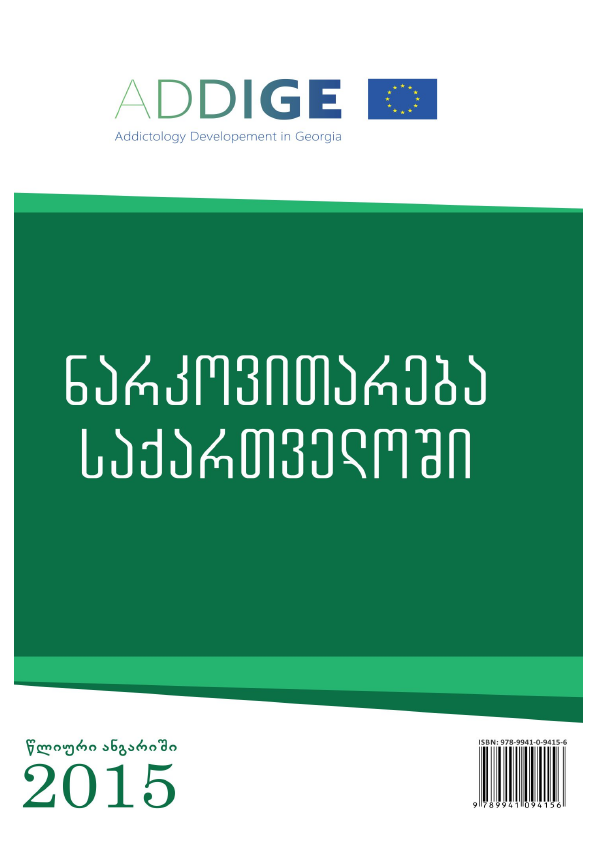 ADDIGE
Addictology Developement in Georgia
ნარკოვითარება
საქართველოში
წლიური ანგარიში
2015
ISBN: 978-9941-0-9415-6
9 789941 094156